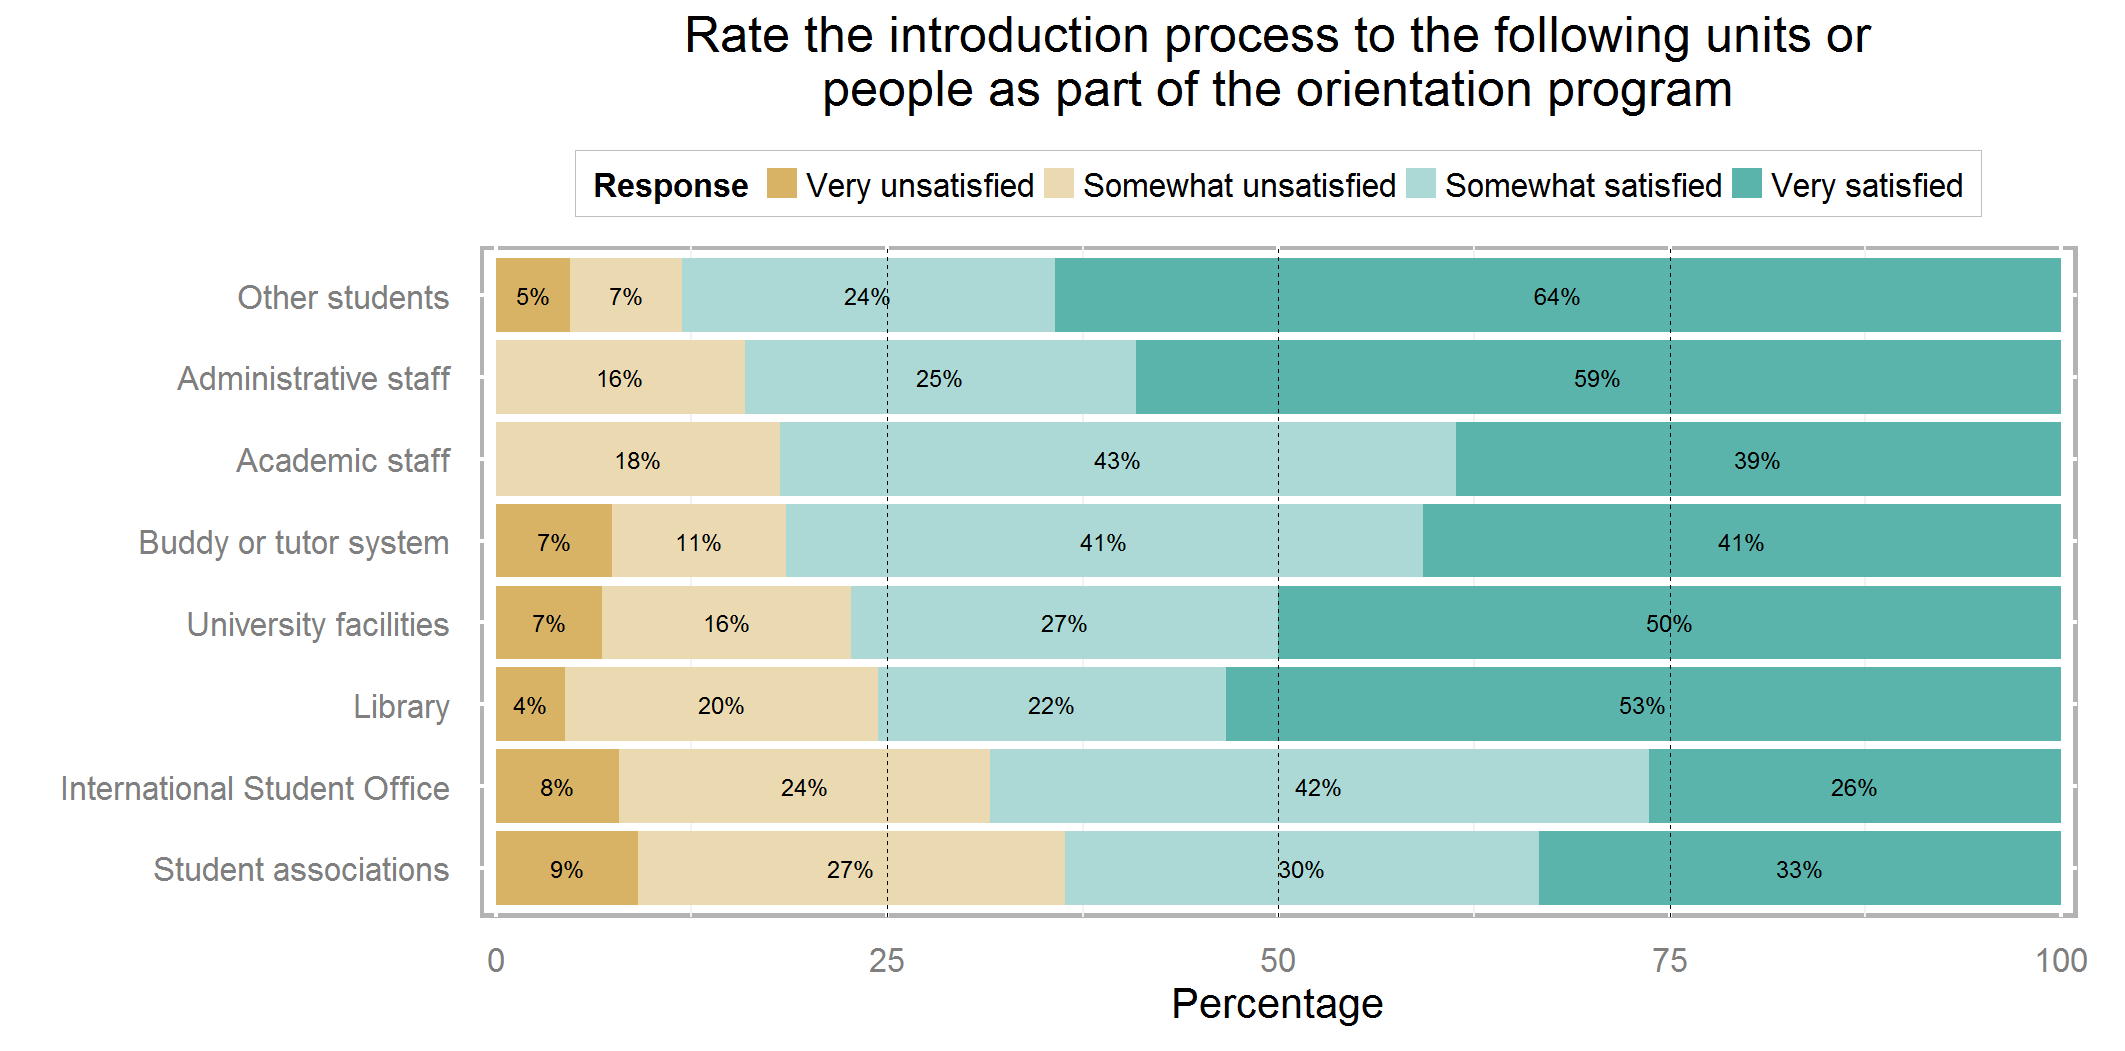 Rate the introduction process to the following units or
people as part of the orientation program
Response Very unsatisfied Somewhat unsatisfied Somewhat satisfied Very satisfied
Other students 5% 7% 24% 64%
Administrative staff 16% 25% 59%
Academic staff 18% 43% 39%
Buddy or tutor system 7% 11% 41% 41%
University facilities 7% 16% 27% 50%
Library 4% 20% 22% 53%
International Student Office 8% 24% 42% 26%
Student associations 9% 27% 30% 33%
0 25 50 75 100
Percentage